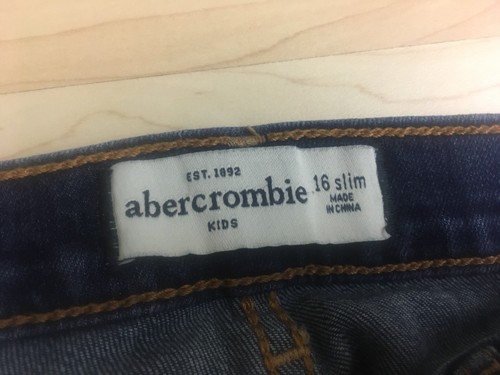 EST. 1892
abercrombie
KIDS
16 slim
MADE
IN CHINA